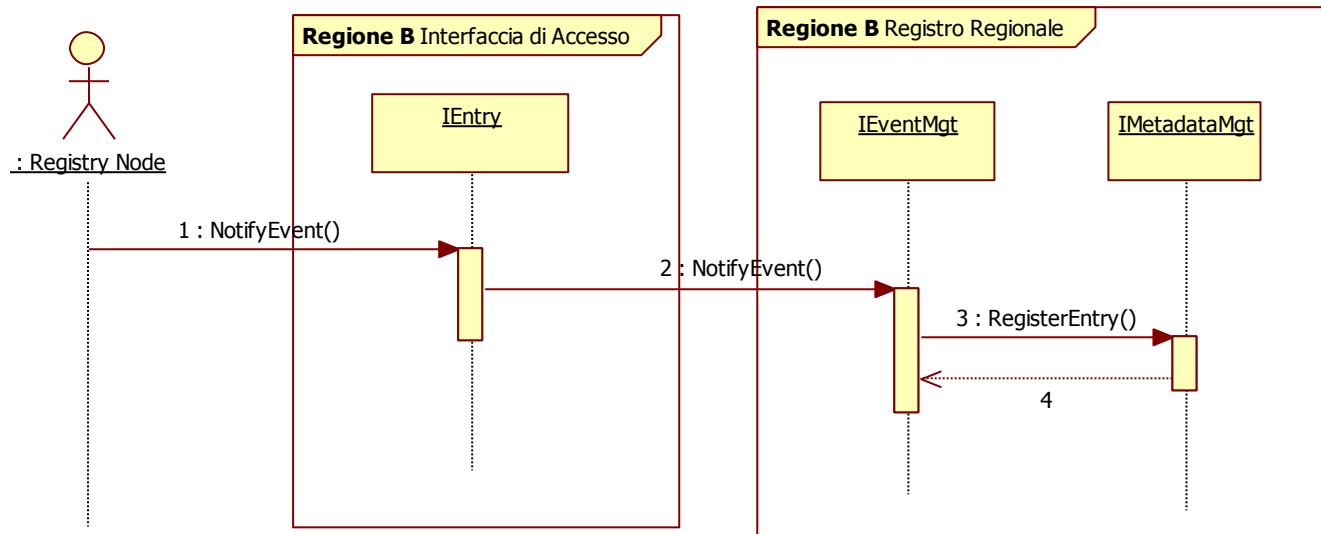 Regione B Interfaccia di Accesso
Regione B Registro Regionale
IEntry
IEventMgt
IMetadataMgt
: Registry Node
1 : NotifyEvent()
2 : NotifyEvent()
3 : RegisterEntry()
4